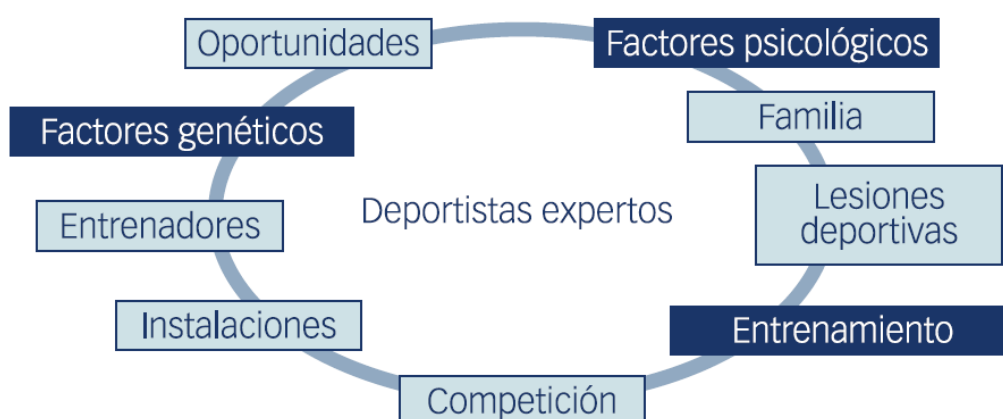 Oportunidades
Factores psicológicos
Factores genéticos
Familia
Entrenadores
Deportistas expertos
Lesiones
deportivas
Instalaciones
Entrenamiento
Competición